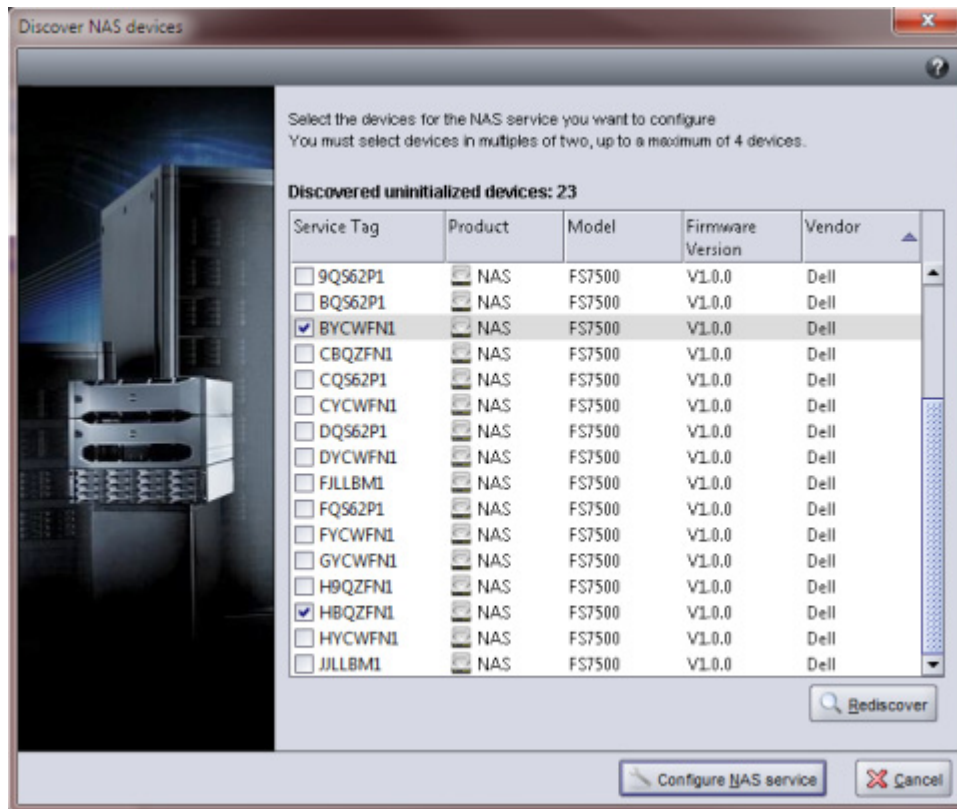 Discover NAS devices
Select the devices for the NAS service you want to configure
You must select devices in multiples of two, up to a maximum of 4 devices.
Discovered uninitialized devices: 23
Service Tag Product Model Firmware Version Vendor
9QS62P1 NAS FS7500 V1.0.0 Dell
BQS62P1 NAS FS7500 V1.0.0 Dell
BYCWFN1 NAS FS7500 V1.0.0 Dell
CBQZFN1 NAS FS7500 V1.0.0 Dell
CQS62P1 NAS FS7500 V1.0.0 Dell
CYCWFN1 NAS FS7500 V1.0.0 Dell
DQS62P1 NAS FS7500 V1.0.0 Dell
DYCWFN1 NAS FS7500 V1.0.0 Dell
FJLLBM1 NAS FS7500 V1.0.0 Dell
FQS62P1 NAS FS7500 V1.0.0 Dell
FYCWFN1 NAS FS7500 V1.0.0 Dell
GYCWFN1 NAS FS7500 V1.0.0 Dell
H9QZFN1 NAS FS7500 V1.0.0 Dell
HBQZFN1 NAS FS7500 V1.0.0 Dell
HYCWFN1 NAS FS7500 V1.0.0 Dell
JJLLBM1 NAS FS7500 V1.0.0 Dell
Rediscover
Configure NAS service Cancel